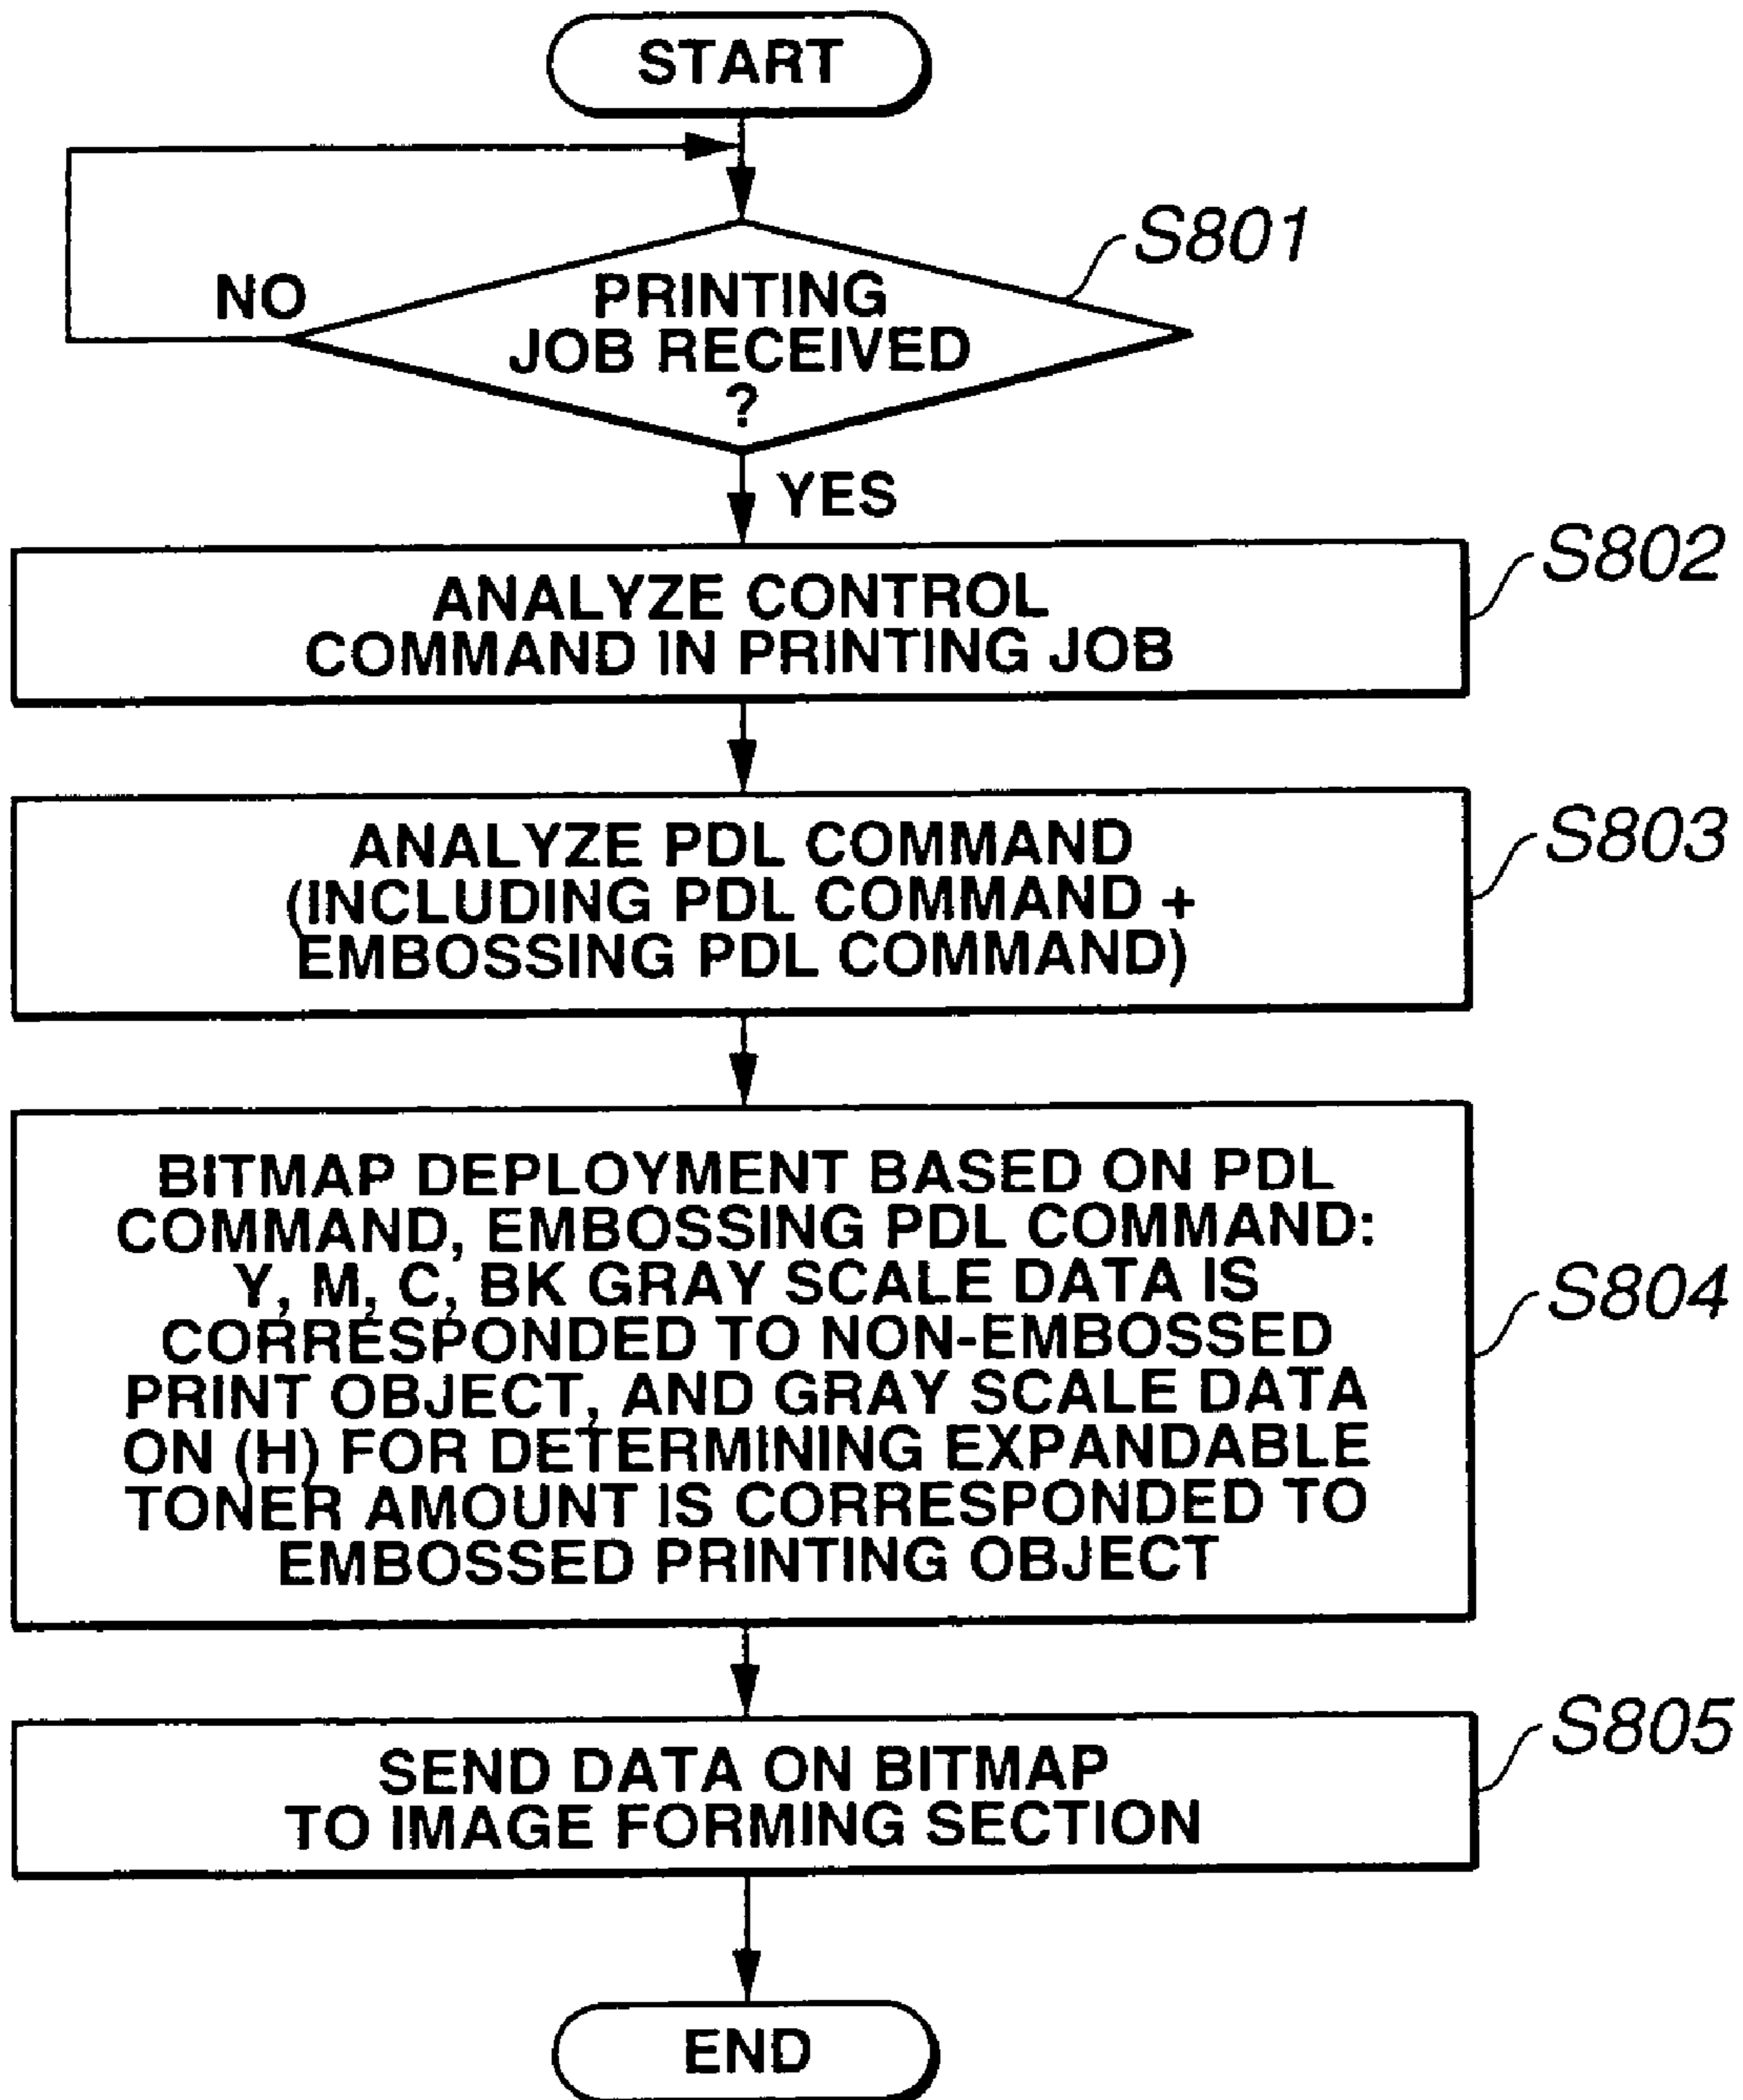 START
S801
NO
PRINTING
JOB RECEIVED
?
YES
S802
ANALYZE CONTROL
COMMAND IN PRINTING JOB
S803
ANALYZE PDL COMMAND
(INCLUDING PDL COMMAND +
EMBOSSING PDL COMMAND)
S804
BITMAP DEPLOYMENT BASED ON PDL
COMMAND, EMBOSSING PDL COMMAND:
Y, M, C, BK GRAY SCALE DATA IS
CORRESPONDED TO NON-EMBOSSED
PRINT OBJECT, AND GRAY SCALE DATA
ON (H) FOR DETERMINING EXPANDABLE
TONER AMOUNT IS CORRESPONDED TO
EMBOSSED PRINTING OBJECT
S805
SEND DATA ON BITMAP
TO IMAGE FORMING SECTION
END